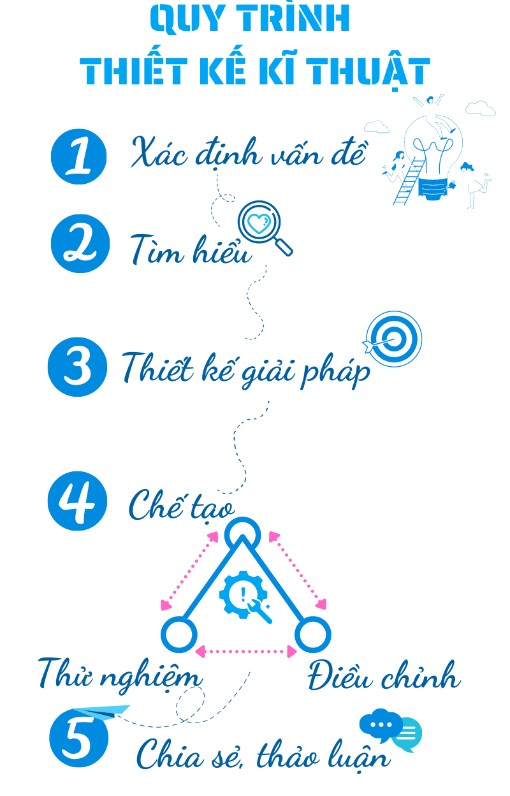 QUY TRÌNH
THIẾT KẾ KĨ THUẬT
1 Xác định vấn đề
2 Tìm hiểu
3 Thiết kế giải pháp
4 Chế tạo
!
Thử nghiệm Điều chỉnh
5 Chia sẻ, thảo luận